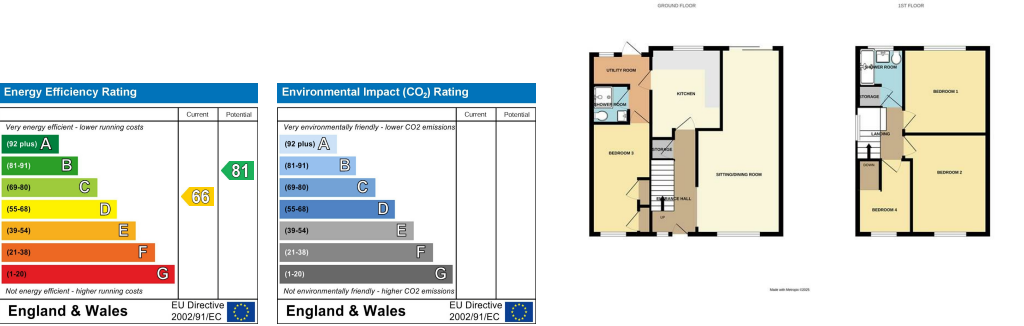 Energy Efficiency Rating
Current Potential
Very energy efficient - lower running costs
(92 plus) A
(81-91) B
(69-80) C
(55-68) D
(39-54) E
(21-38) F
(1-20) G
66
81
Not energy efficient - higher running costs
England & Wales
EU Directive
2002/91/EC
Environmental Impact (CO2) Rating
Current Potential
Very environmentally friendly - lower CO2 emissions
(92 plus) A
(81-91) B
(69-80) C
(55-68) D
(39-54) E
(21-38) F
(1-20) G
Not environmentally friendly - higher CO2 emissions
England & Wales
EU Directive
2002/91/EC
GROUND FLOOR
UTILITY ROOM
KITCHEN
SHOWER ROOM
BEDROOM 3
STORAGE
SITTING/DINING ROOM
ENTRANCE HALL
UP
1ST FLOOR
SHOWER ROOM
STORAGE
BEDROOM 1
LANDING
DOWN
BEDROOM 2
BEDROOM 4
Made with Metropix ©2025